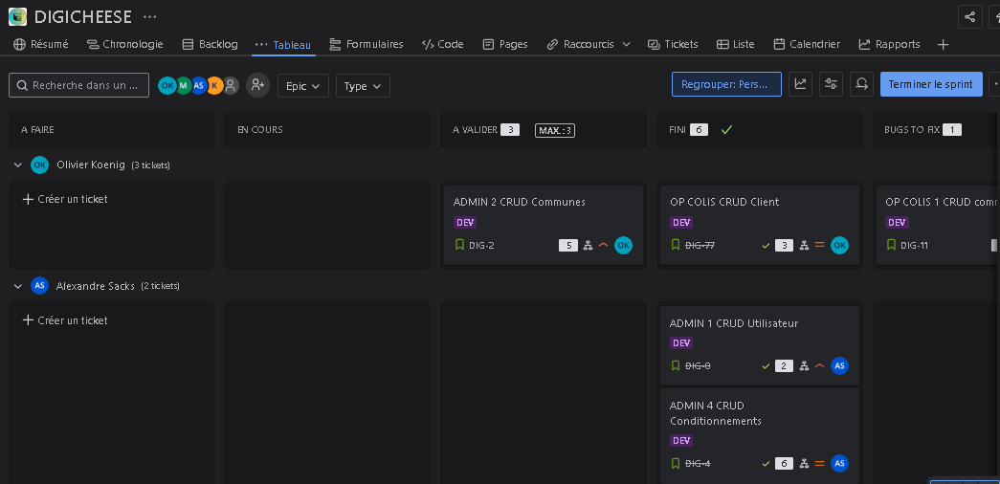 DIGICHEESE ...
Résumé Chronologie Backlog Tableau Formulaires Code Pages Raccourcis Tickets Liste Calendrier Rapports
Recherche dans un ... OK M AS K Epic Type Regrouper: Pers... Terminer le sprint
A FAIRE EN COURS A VALIDER 3 MAX. : 3 FINI 6 BUGS TO FIX 1
OK Olivier Koenig (3 tickets)
Créer un ticket
ADMIN 2 CRUD Communes
DEV
DIG-2 5 OK
OP COLIS CRUD Client
DEV
DIG-77 3 OK
OP COLIS 1 CRUD com
DEV
DIG-11
AS Alexandre Sacks (2 tickets)
Créer un ticket
ADMIN 1 CRUD Utilisateur
DEV
2 AS
ADMIN 4 CRUD
Conditionnements
DEV
DIG-4 6 AS